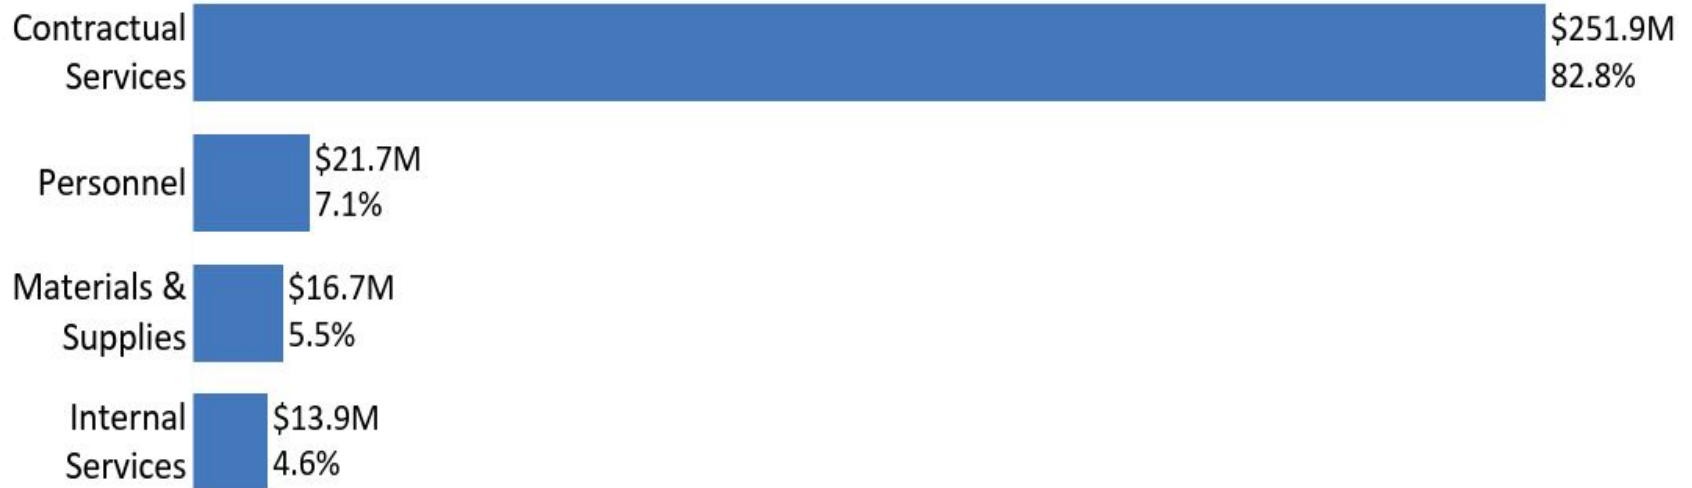 Contractual
Services
$251.9M
82.8%
Personnel
$21.7M
7.1%
Materials &
Supplies
$16.7M
5.5%
Internal
Services
$13.9M
4.6%